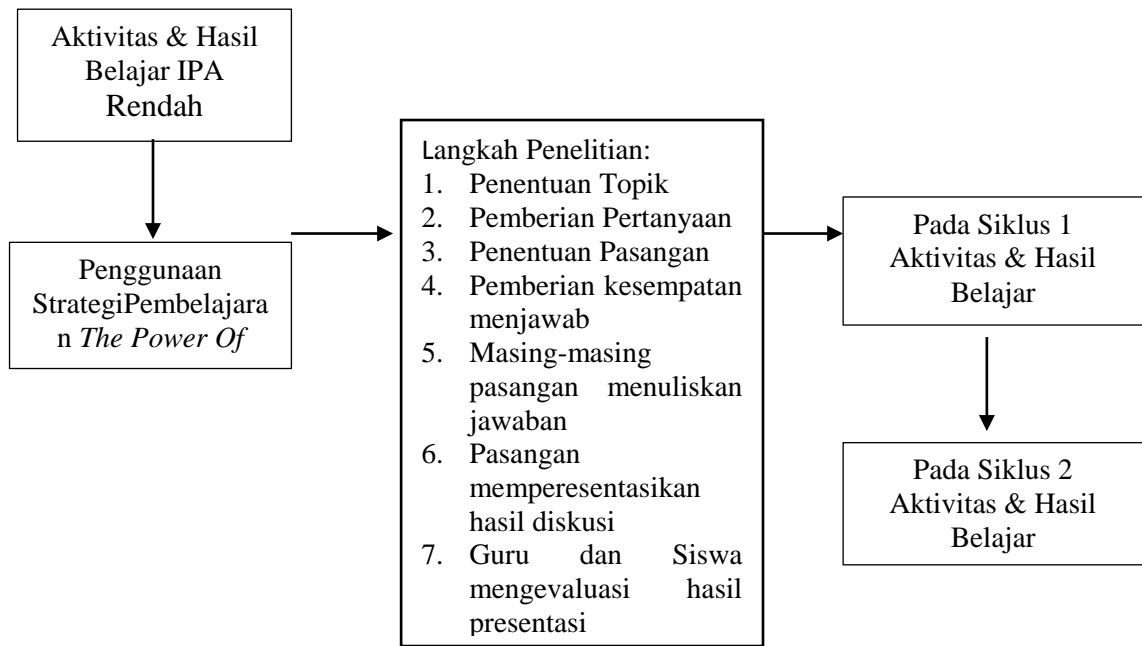 Aktivitas & Hasil
Belajar IPA
Rendah
Penggunaan
StrategiPembelajara
n The Power Of
Langkah Penelitian:
1. Penentuan Topik
2. Pemberian Pertanyaan
3. Penentuan Pasangan
4. Pemberian kesempatan
menjawab
5. Masing-masing
pasangan menuliskan
jawaban
6. Pasangan
memperesentasikan
hasil diskusi
7. Guru dan Siswa
mengevaluasi hasil
presentasi
Pada Siklus 1
Aktivitas & Hasil
Belajar
Pada Siklus 2
Aktivitas & Hasil
Belajar